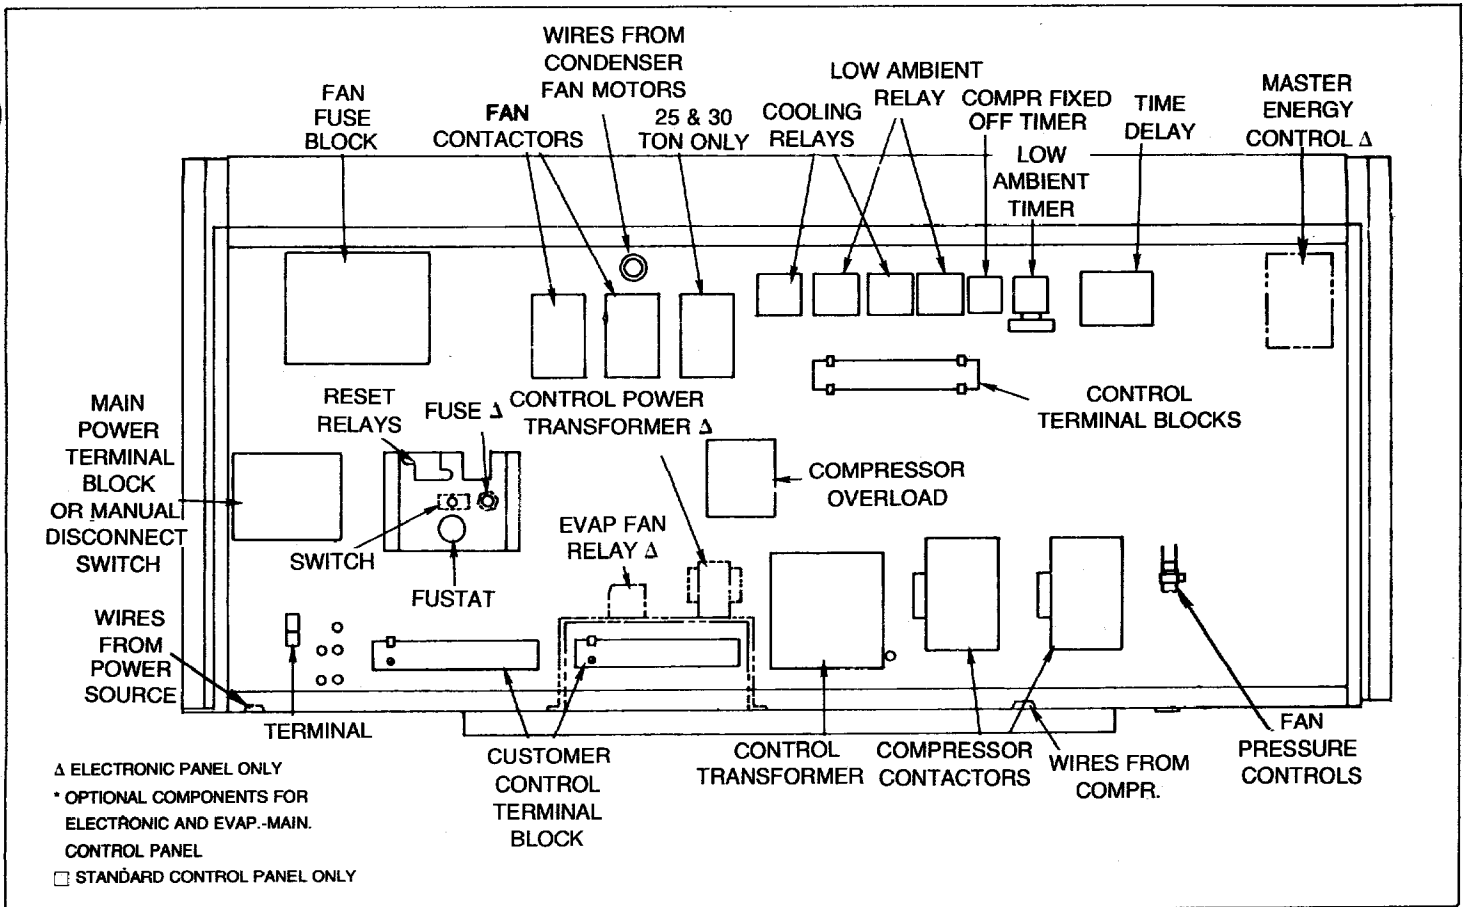 WIRES FROM
CONDENSER
FAN MOTORS
FAN
FUSE
BLOCK
FAN
CONTACTORS
25 & 30
TON ONLY
COOLING
RELAYS
LOW AMBIENT
RELAY
COMPR FIXED
OFF TIMER
LOW
AMBIENT
TIMER
TIME
DELAY
MASTER
ENERGY
CONTROL Δ
MAIN
POWER
TERMINAL
BLOCK
OR MANUAL
DISCONNECT
SWITCH
RESET
RELAYS
FUSE Δ
CONTROL POWER
TRANSFORMER Δ
CONTROL
TERMINAL BLOCKS
COMPRESSOR
OVERLOAD
SWITCH
FUSTAT
EVAP FAN
RELAY Δ
WIRES
FROM
POWER
SOURCE
TERMINAL
CUSTOMER
CONTROL
TERMINAL
BLOCK
CONTROL
TRANSFORMER
COMPRESSOR
CONTACTORS
WIRES FROM
COMPR.
FAN
PRESSURE
CONTROLS
Δ ELECTRONIC PANEL ONLY
* OPTIONAL COMPONENTS FOR
ELECTRONIC AND EVAP.-MAIN.
CONTROL PANEL
□ STANDARD CONTROL PANEL ONLY